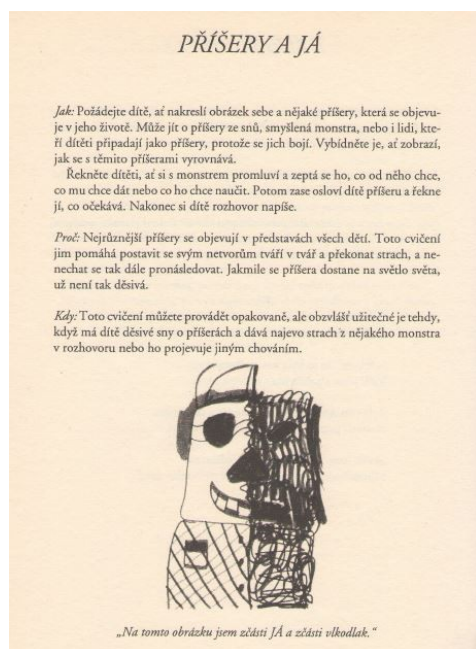 PŘÍŠERY A JÁ
Jak: Požádejte dítě, ať nakreslí obrázek sebe a nějaké příšery, která se objevu-
je v jeho životě. Může jít o příšery ze snů, smyšlená monstra, nebo i lidi, kte-
ří dítěti připadají jako příšery, protože se jich bojí. Vybídněte je, ať zobrazí,
jak se s těmito příšerami vyrovnává.
Řekněte dítěti, ať si s monstrem promluví a zeptá se ho, co od něho chce,
co mu chce dát nebo co ho chce naučit. Potom zase osloví dítě příšeru a řekne
jí, co očekává. Nakonec si dítě rozhovor napíše.
Proč: Nejrůznější příšery se objevují v představách všech dětí. Toto cvičení
jim pomáhá postavit se svým netvorům tváří v tvář a překonat strach, a ne-
nechat se tak dále pronásledovat. Jakmile se příšera dostane na světlo světa,
už není tak děsivá.
Kdy: Toto cvičení můžete provádět opakovaně, ale obzvlášť užitečné je tehdy,
když má dítě děsivé sny o příšerách a dává najevo strach z nějakého monstra
v rozhovoru nebo ho projevuje jiným chováním.
„Na tomto obrázku jsem zčásti JÁ a zčásti vlkodlak.“